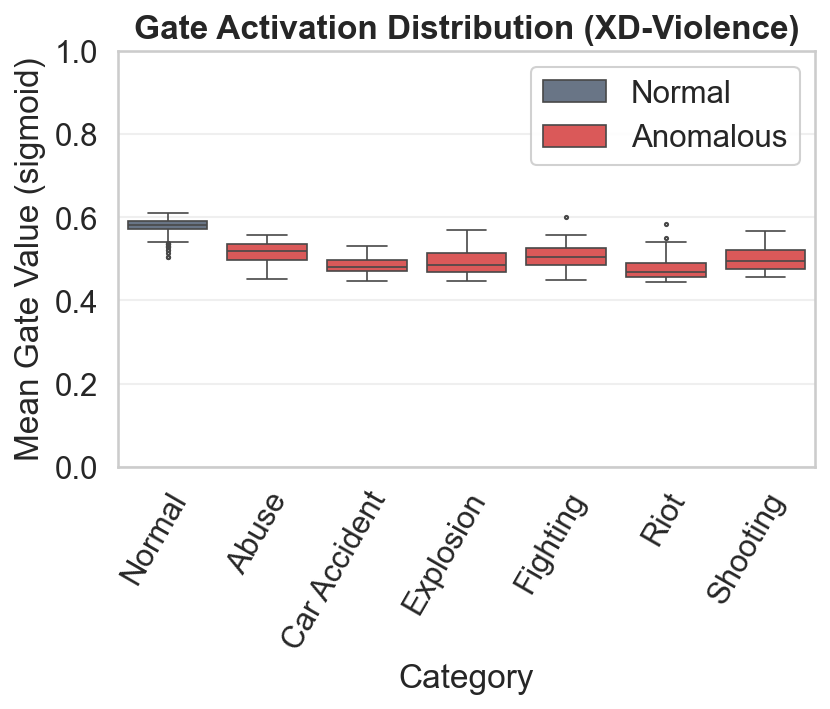 Gate Activation Distribution (XD-Violence)
Mean Gate Value (sigmoid)
1.0
0.8
0.6
0.4
0.2
0.0
Normal
Anomalous
Normal
Abuse
Car Accident
Explosion
Fighting
Riot
Shooting
Category